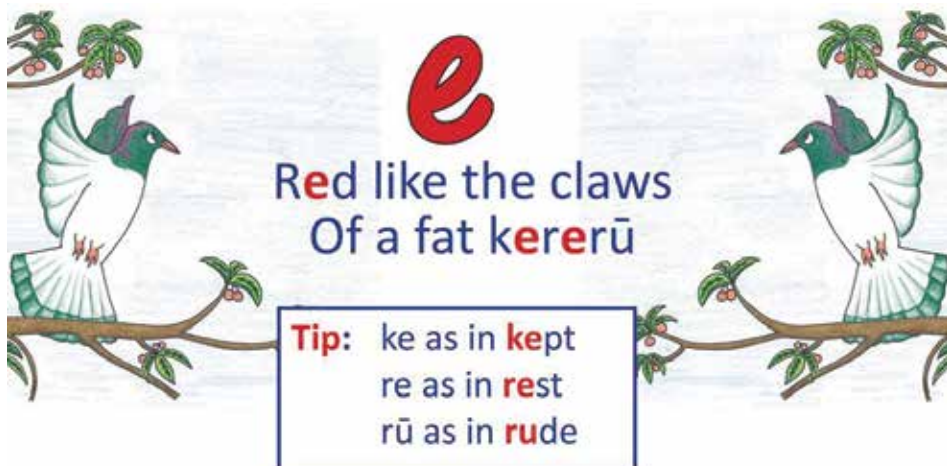 e
Red like the claws
Of a fat kererū
Tip: ke as in kept
re as in rest
rū as in rude